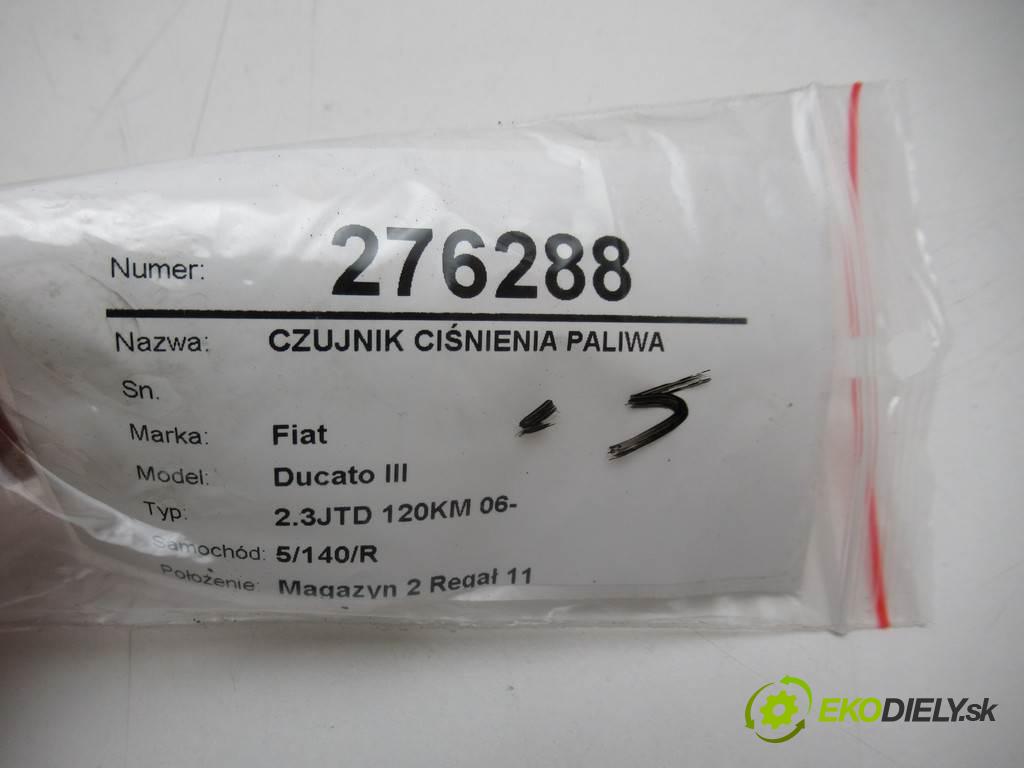 Numer: 276288
Nazwa: CZUJNIK CIŚNIENIA PALIWA
Sn.
Marka: Fiat
Model: Ducato III
Typ: 2.3JTD 120KM 06-
Samochód: 5/140/R
Położenie: Magazyn 2 Regał 11
5
EKODIELY.sk